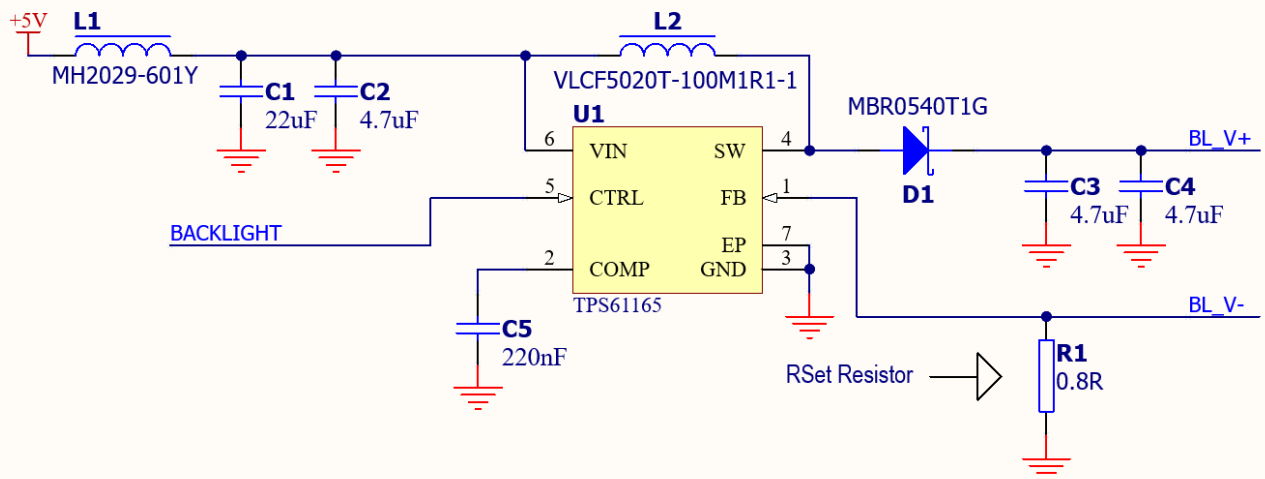 +5V
L1
MH2029-601Y
C1
22uF
C2
4.7uF
L2
VLCF5020T-100M1R1-1
U1
6
VIN
SW
4
5
CTRL
FB
1
EP
7
2
COMP
GND
3
TPS61165
MBR0540T1G
D1
BL_V+
C3
4.7uF
C4
4.7uF
BACKLIGHT
C5
220nF
BL_V-
RSet Resistor
R1
0.8R